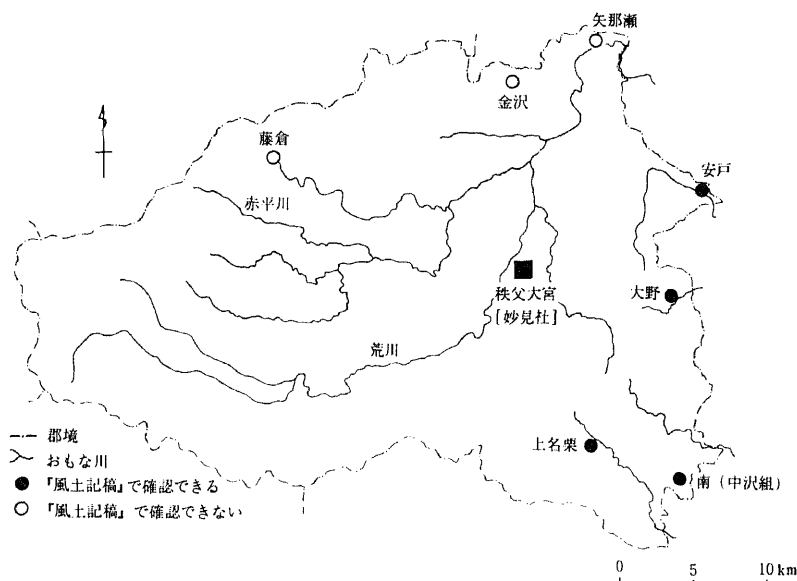 矢那瀬
金沢
藤倉
安戸
赤平川
秩父大宮
[妙見社]
大野
荒川
上名栗
南(中沢組)
郡境
おもな川
『風土記稿』で確認できる
『風土記稿』で確認できない
0 5 10km